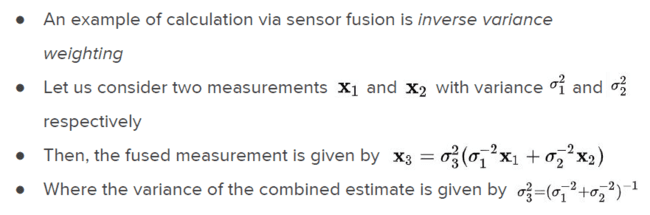 ● An example of calculation via sensor fusion is inverse variance
weighting
● Let us consider two measurements x₁ and x₂ with variance σ₁² and σ₂²
respectively
● Then, the fused measurement is given by x₃ = σ₃²(σ₁⁻²x₁ + σ₂⁻²x₂)
● Where the variance of the combined estimate is given by σ₃²=(σ₁⁻²+σ₂⁻²)⁻¹